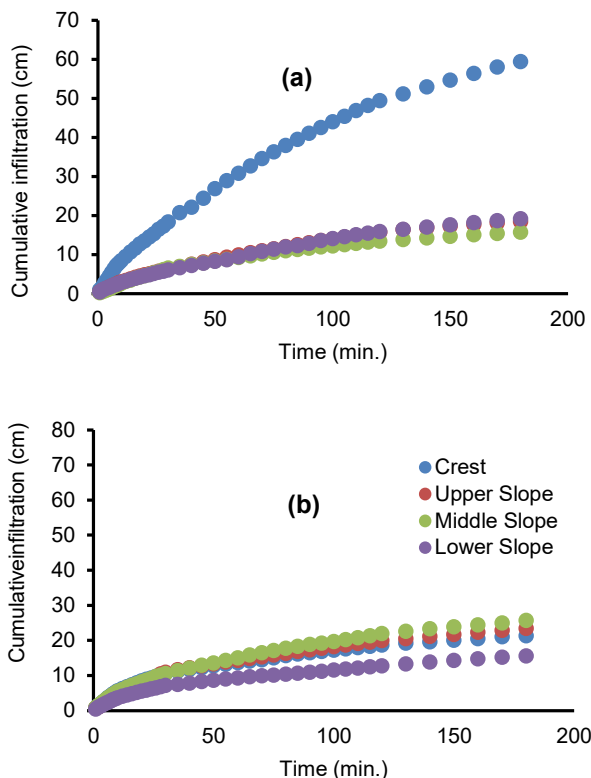 70
60
50
40
30
20
10
0
Cumulative infiltration (cm)
(a)
0 50 100 150 200
Time (min.)
80
70
60
50
40
30
20
10
0
Cumulativeinfiltration (cm)
(b)
Crest
Upper Slope
Middle Slope
Lower Slope
0 50 100 150 200
Time (min.)